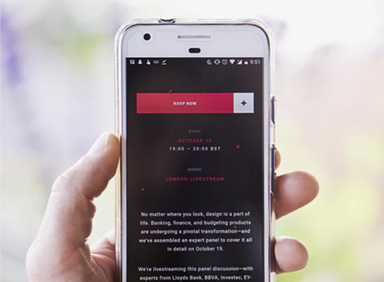 9:51
RSVP NOW
+
WHEN:
OCTOBER 19
19:00 – 20:00 BST
WHERE:
LONDON LIVESTREAM
No matter where you look, design is a part
of life. Banking, finance, and budgeting products
are undergoing a pivotal transformation—and
we've assembled an expert panel to cover it all
in detail on October 19.
We're livestreaming this panel discussion—with
experts from Lloyds Bank, BBVA, Investec, EY-